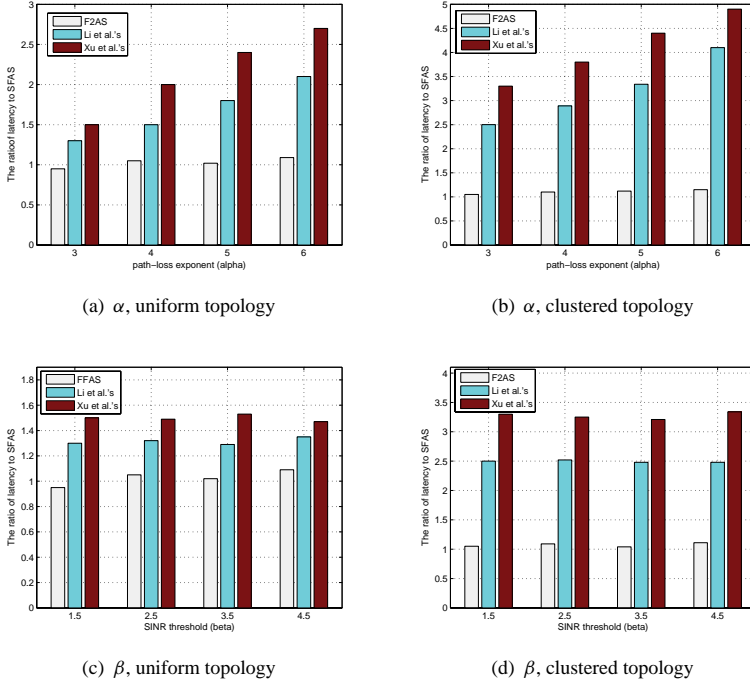 The ratioof latency to SFAS
3
2.5
2
1.5
1
0.5
0
F2AS
Li et al.'s
Xu et al.'s
3 4 5 6
path−loss exponent (alpha)
(a) α, uniform topology
The ratio of latency to SFAS
5
4.5
4
3.5
3
2.5
2
1.5
1
0.5
0
F2AS
Li et al.'s
Xu et al.'s
3 4 5 6
path−loss exponent (alpha)
(b) α, clustered topology
The ratio of latency to SFAS
1.8
1.6
1.4
1.2
1
0.8
0.6
0.4
0.2
0
FFAS
Li et al.'s
Xu et al.'s
1.5 2.5 3.5 4.5
SINR threshold (beta)
(c) β, uniform topology
The ratio of latency to SFAS
4
3.5
3
2.5
2
1.5
1
0.5
0
F2AS
Li et al.'s
Xu et al.'s
1.5 2.5 3.5 4.5
SINR threshold (beta)
(d) β, clustered topology